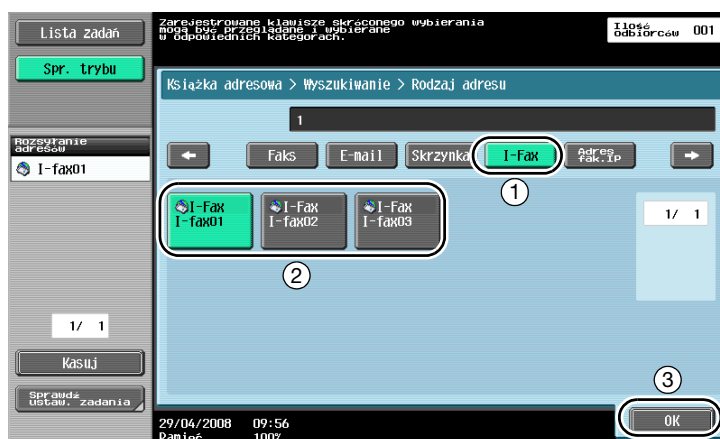 Lista zadań
Zarejestrowane klawisze skróconego wybierania
mogą być przeglądane i wybierane
w odpowiednich kategorach.
Ilość
odbiorców 001
Spr. trybu
Książka adresowa > Wyszukiwanie > Rodzaj adresu
1
Rozsyłanie
adresów
I-fax01
Faks
E-mail
Skrzynka
I-Fax
Adres
fak.IP
1
I-Fax
I-fax01
I-Fax
I-fax02
I-Fax
I-fax03
1/ 1
2
1/ 1
Kasuj
3
Sprawdź
ustaw. zadania
OK
29/04/2008 09:56
Pamięć 100%